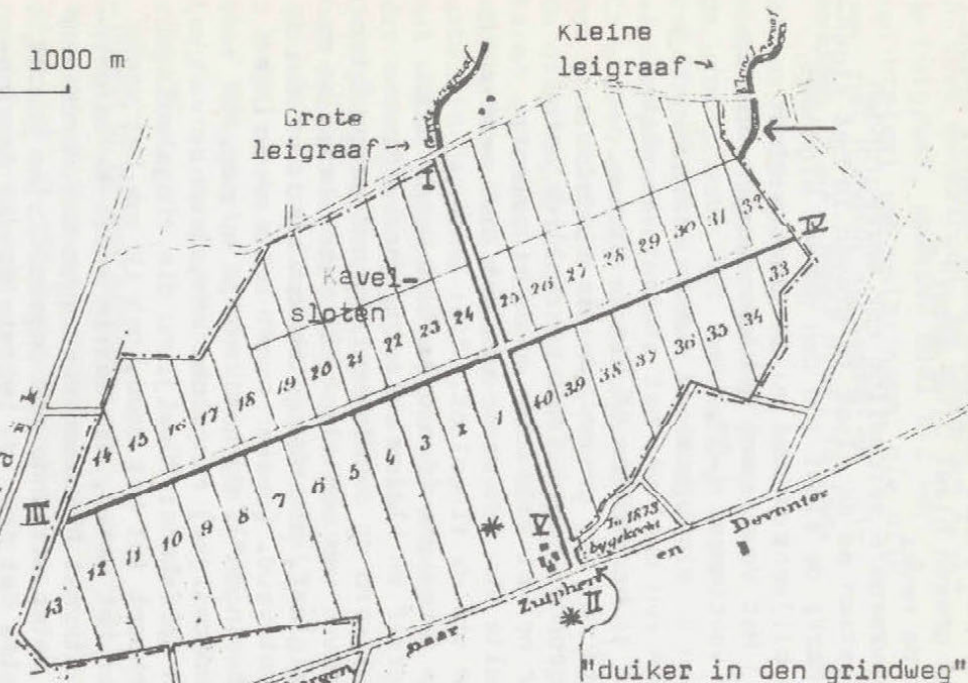 1000 m
Kleine
leigraaf →
Grote
leigraaf →
I
Kavel-
sloten
IV
14 15 16 17 18 19 20 21 22 23 24 25 26 27 28 29 30 31 32
33
13 12 11 10 9 8 7 6 5 4 3 2 1 40 39 38 37 36 35 34
III
V
In 1873
bygekocht
naar Zutphen en Deventer
II
"duiker in den grindweg"